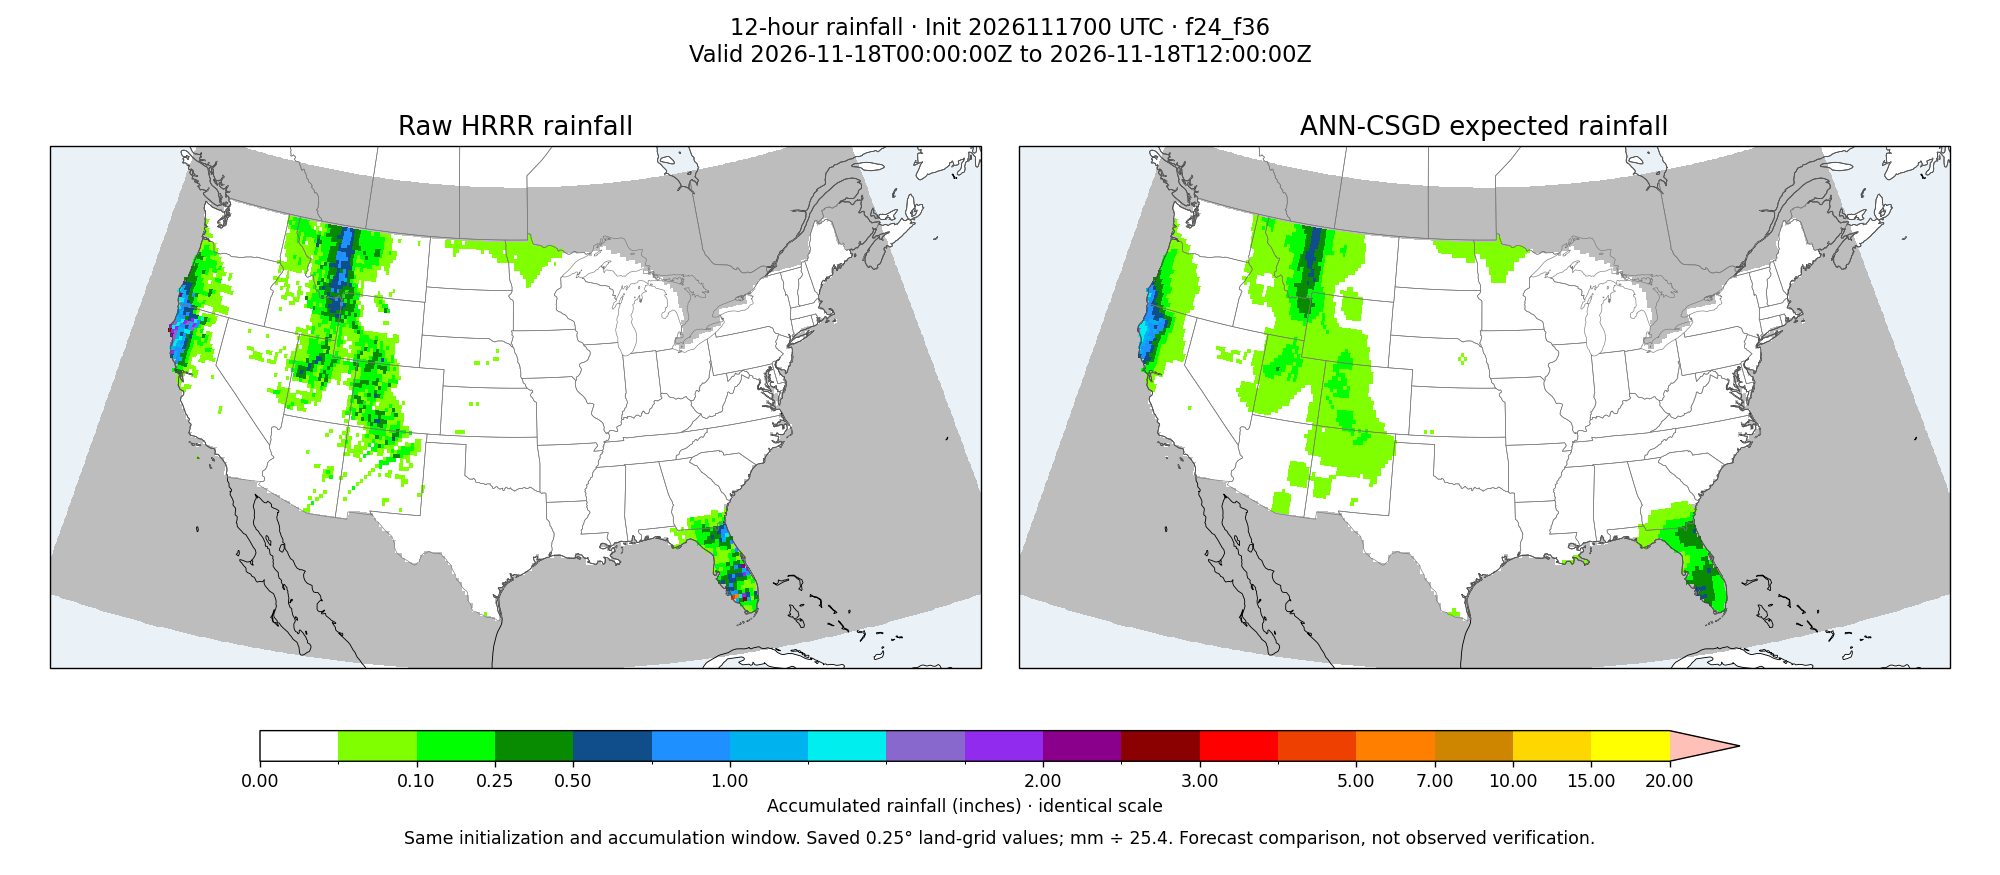 12-hour rainfall · Init 2026111700 UTC · f24_f36
Valid 2026-11-18T00:00:00Z to 2026-11-18T12:00:00Z
Raw HRRR rainfall
ANN-CSGD expected rainfall
0.00 0.10 0.25 0.50 1.00 2.00 3.00 5.00 7.00 10.00 15.00 20.00
Accumulated rainfall (inches) · identical scale
Same initialization and accumulation window. Saved 0.25° land-grid values; mm ÷ 25.4. Forecast comparison, not observed verification.